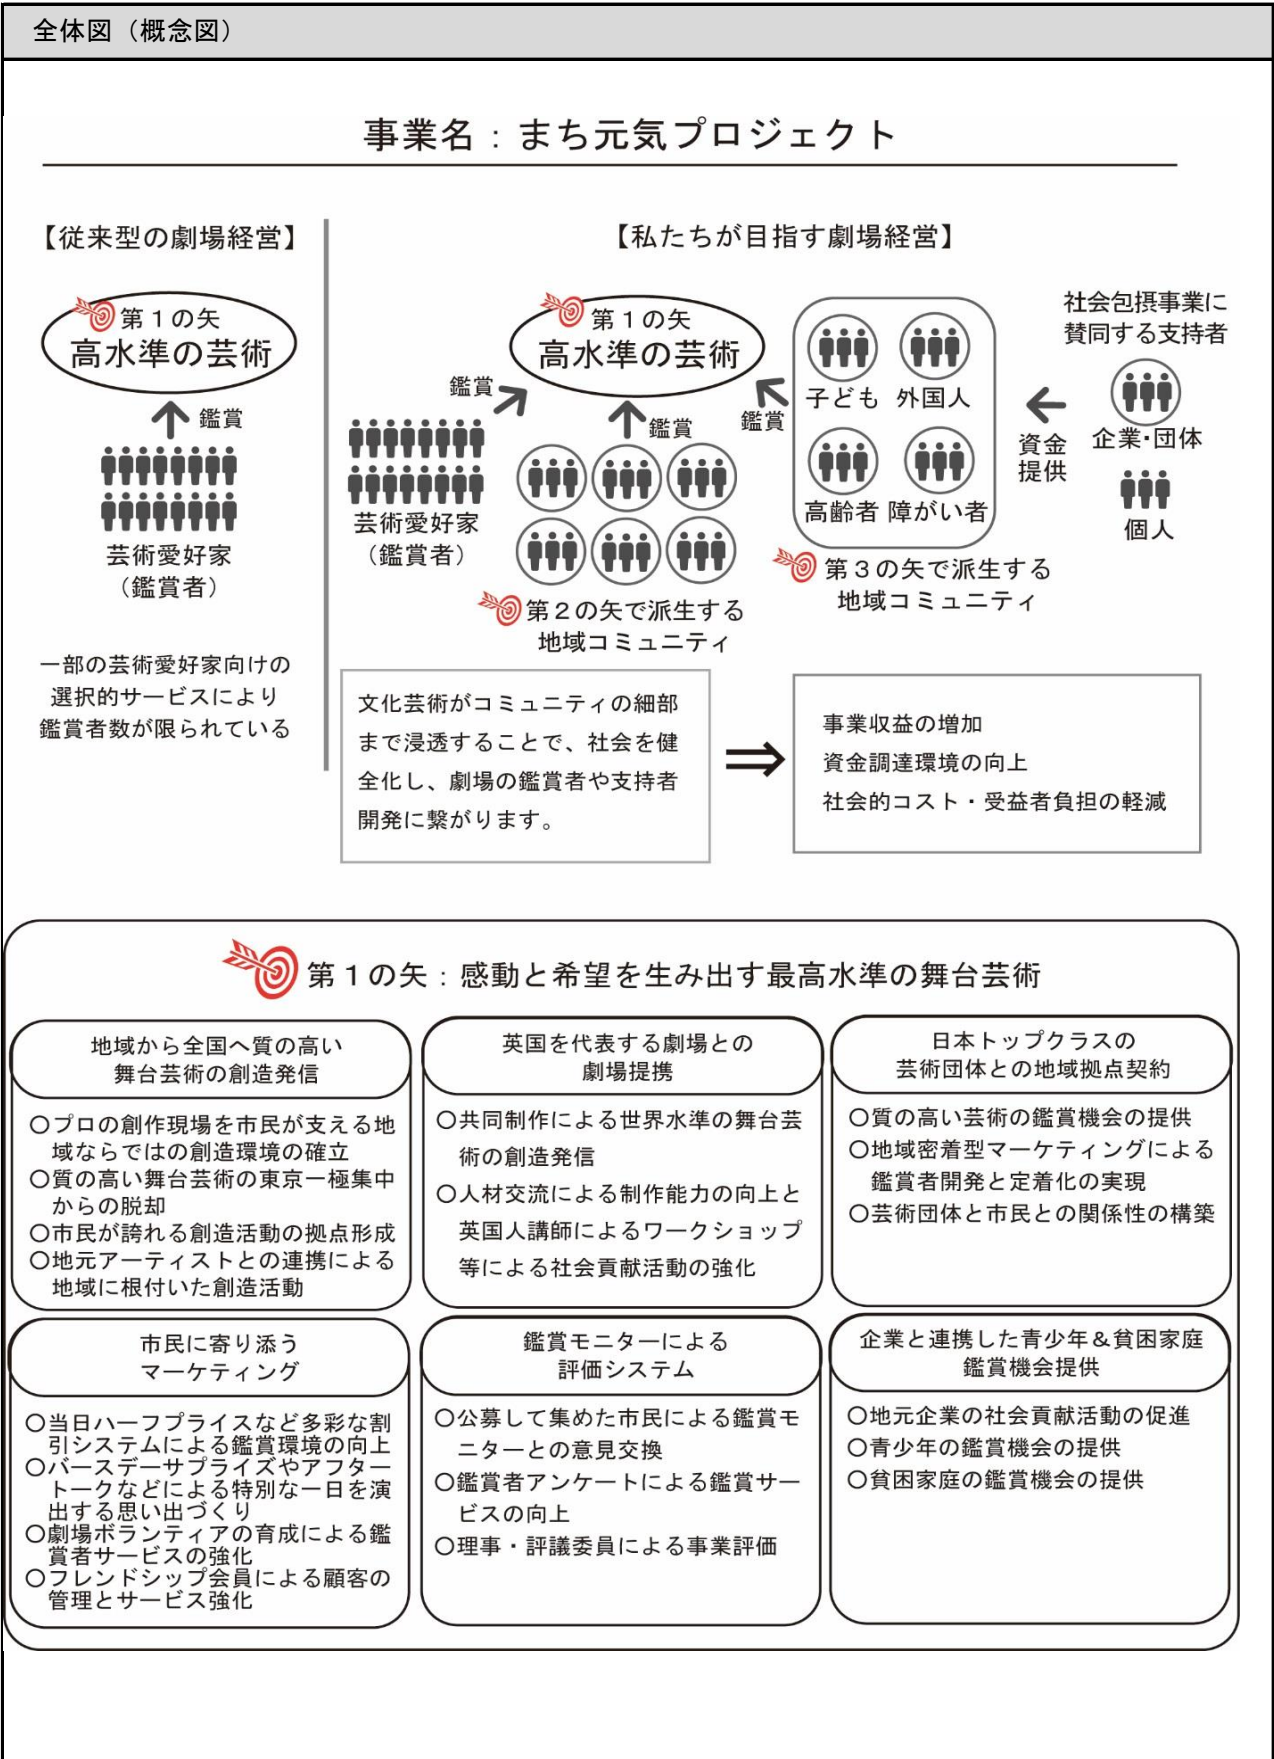 全体図（概念図）
事業名：まち元気プロジェクト
【従来型の劇場経営】
第１の矢
高水準の芸術
鑑賞
芸術愛好家
（鑑賞者）
一部の芸術愛好家向けの
選択的サービスにより
鑑賞者数が限られている
【私たちが目指す劇場経営】
第１の矢
高水準の芸術
鑑賞
鑑賞
鑑賞
芸術愛好家
（鑑賞者）
第２の矢で派生する
地域コミュニティ
子ども
外国人
高齢者
障がい者
第３の矢で派生する
地域コミュニティ
資金
提供
社会包摂事業に
賛同する支持者
企業・団体
個人
文化芸術がコミュニティの細部
まで浸透することで、社会を健
全化し、劇場の鑑賞者や支持者
開発に繋がります。
⇒
事業収益の増加
資金調達環境の向上
社会的コスト・受益者負担の軽減
第１の矢：感動と希望を生み出す最高水準の舞台芸術
地域から全国へ質の高い
舞台芸術の創造発信
○プロの創作現場を市民が支える地
域ならではの創造環境の確立
○質の高い舞台芸術の東京一極集中
からの脱却
○市民が誇れる創造活動の拠点形成
○地元アーティストとの連携による
地域に根付いた創造活動
英国を代表する劇場との
劇場提携
○共同制作による世界水準の舞台芸
術の創造発信
○人材交流による制作能力の向上と
英国人講師によるワークショップ
等による社会貢献活動の強化
日本トップクラスの
芸術団体との地域拠点契約
○質の高い芸術の鑑賞機会の提供
○地域密着型マーケティングによる
鑑賞者開発と定着化の実現
○芸術団体と市民との関係性の構築
市民に寄り添う
マーケティング
○当日ハーフプライスなど多彩な割
引システムによる鑑賞環境の向上
○バースデーサプライズやアフター
トークなどによる特別な一日を演
出する思い出づくり
○劇場ボランティアの育成による鑑
賞者サービスの強化
○フレンドシップ会員による顧客の
管理とサービス強化
鑑賞モニターによる
評価システム
○公募して集めた市民による鑑賞モ
ニターとの意見交換
○鑑賞者アンケートによる鑑賞サー
ビスの向上
○理事・評議委員による事業評価
企業と連携した青少年＆貧困家庭
鑑賞機会提供
○地元企業の社会貢献活動の促進
○青少年の鑑賞機会の提供
○貧困家庭の鑑賞機会の提供